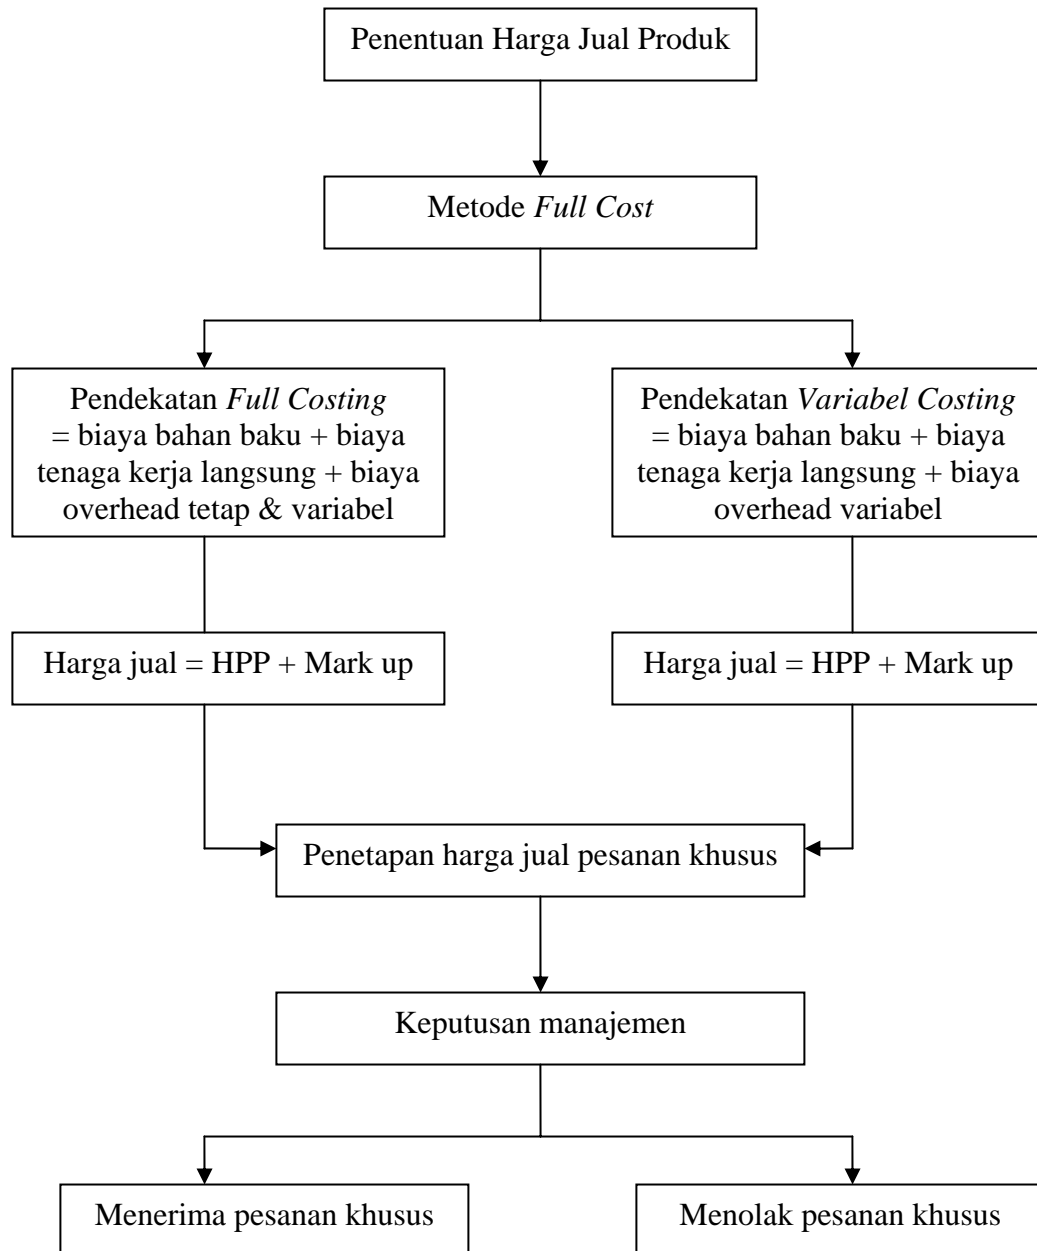 Penentuan Harga Jual Produk
Metode Full Cost
Pendekatan Full Costing
= biaya bahan baku + biaya
tenaga kerja langsung + biaya
overhead tetap & variabel
Pendekatan Variabel Costing
= biaya bahan baku + biaya
tenaga kerja langsung + biaya
overhead variabel
Harga jual = HPP + Mark up
Harga jual = HPP + Mark up
Penetapan harga jual pesanan khusus
Keputusan manajemen
Menerima pesanan khusus
Menolak pesanan khusus